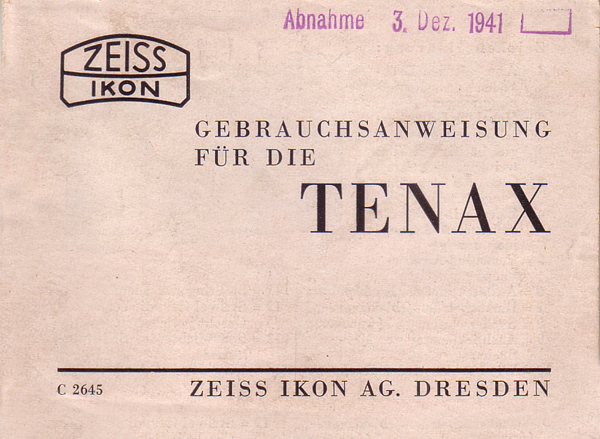 Abnahme 3. Dez. 1941
ZEISS
IKON
GEBRAUCHSANWEISUNG
FÜR DIE
TENAX
C 2645 ZEISS IKON AG. DRESDEN